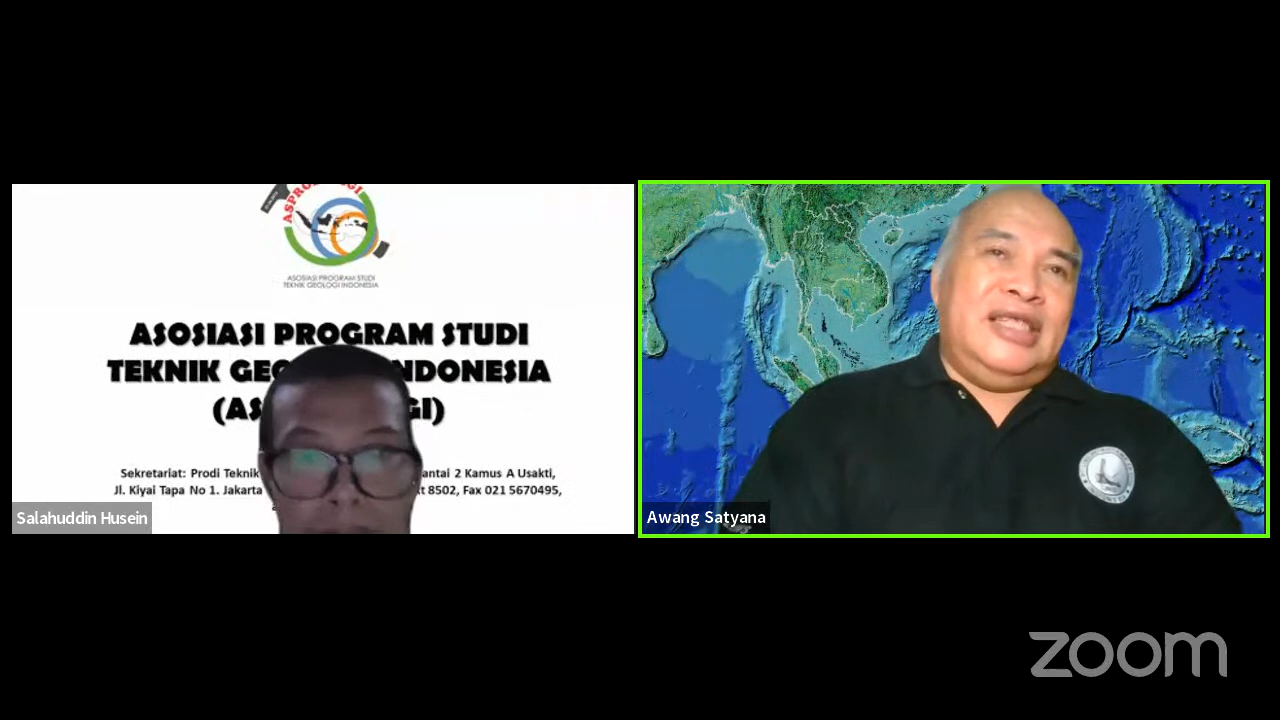 ASOSIASI PROGRAM STUDI
TEKNIK GEOLOGI INDONESIA
ASOSIASI PROGRAM STUDI
TEKNIK GEO NDONESIA
(AS GI)
Sekretariat: Prodi Teknik antai 2 Kamus A Usakti,
Jl. Kiyai Tapa No 1. Jakarta t 8502, Fax 021 5670495,
Salahuddin Husein
Awang Satyana
zoom